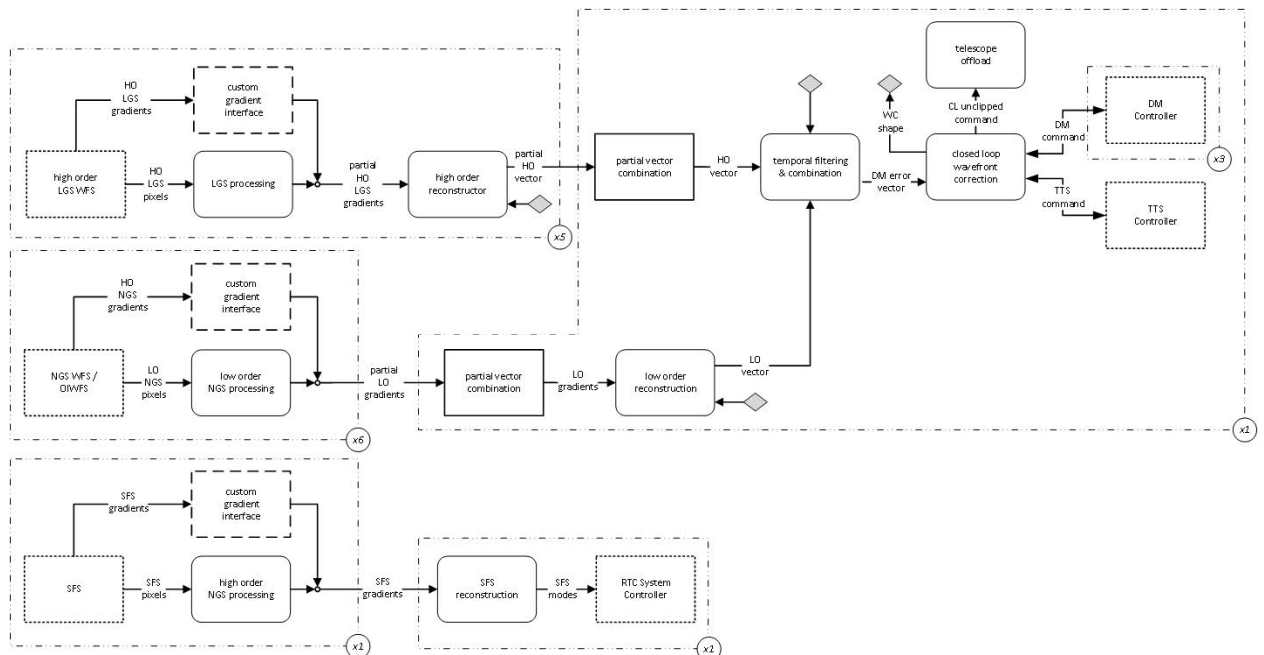 HO
LGS
gradients
custom
gradient
interface
high order
LGS WFS
HO
LGS
pixels
LGS processing
partial
HO
LGS
gradients
high order
reconstructor
partial
HO
vector
x5
partial vector
combination
HO
vector
temporal filtering
& combination
DM error
vector
WC
shape
telescope
offload
CL unclipped
command
closed loop
wavefront
correction
DM
command
DM
Controller
x3
TTS
command
TTS
Controller
HO
NGS
gradients
custom
gradient
interface
NGS WFS /
OIWFS
LO
NGS
pixels
low order
NGS processing
x6
partial
LO
gradients
partial vector
combination
LO
gradients
low order
reconstruction
LO
vector
x1
SFS
gradients
custom
gradient
interface
SFS
SFS
pixels
high order
NGS processing
x1
SFS
gradients
SFS
reconstruction
SFS
modes
RTC System
Controller
x1